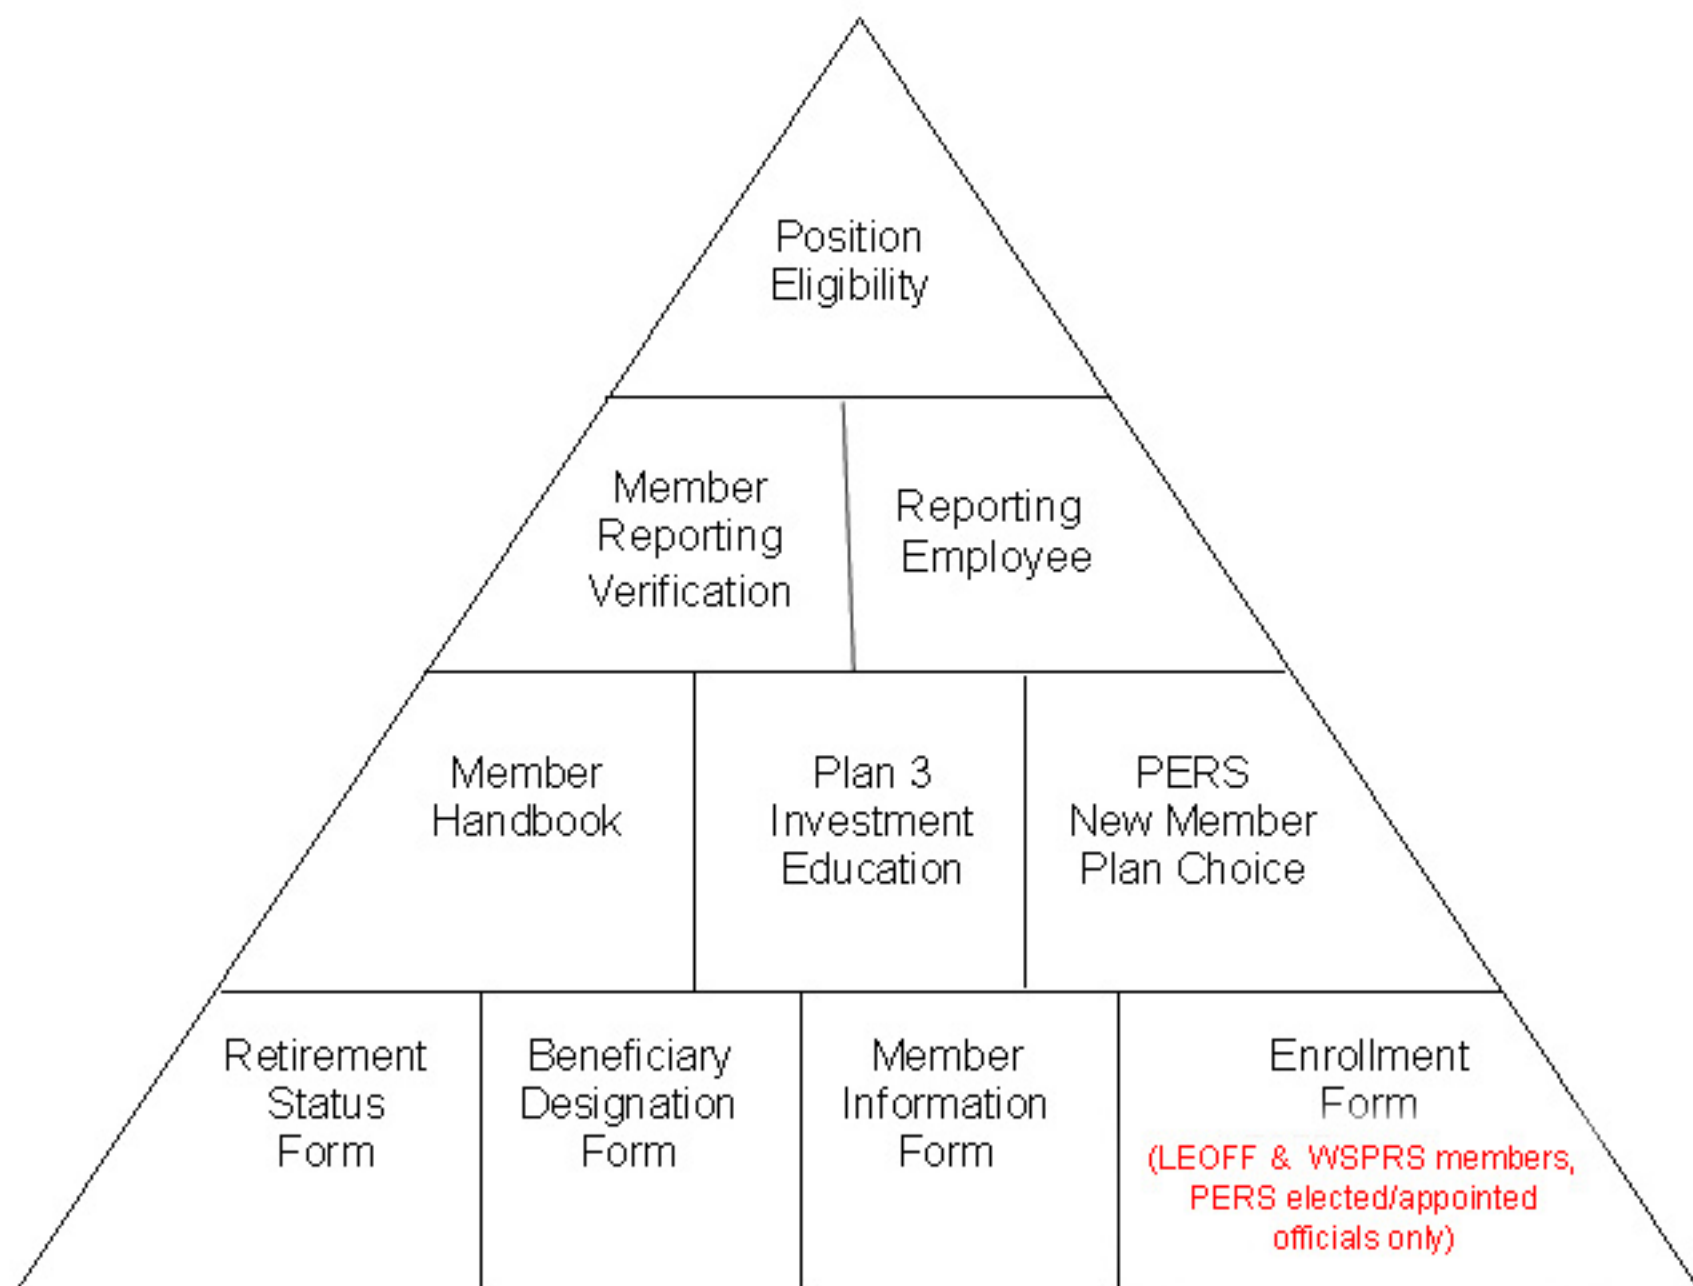 Position
Eligibility
Member
Reporting
Verification
Reporting
Employee
Member
Handbook
Plan 3
Investment
Education
PERS
New Member
Plan Choice
Retirement
Status
Form
Beneficiary
Designation
Form
Member
Information
Form
Enrollment
Form
(LEOFF & WSPRS members,
PERS elected/appointed
officials only)